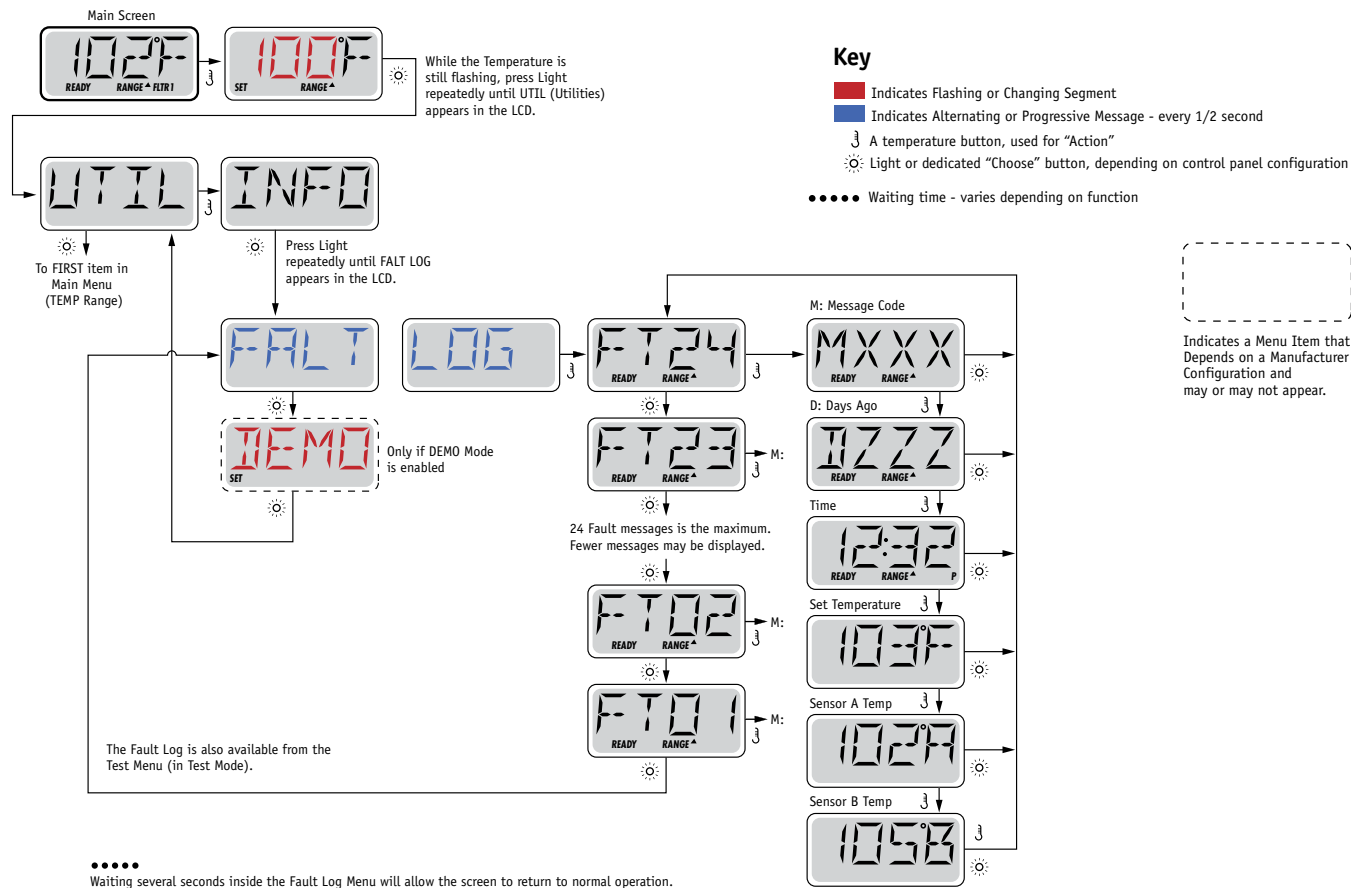 Main Screen
102°F
READY RANGE FLTR1
100°F
SET RANGE
While the Temperature is
still flashing, press Light
repeatedly until UTIL (Utilities)
appears in the LCD.
Key
Indicates Flashing or Changing Segment
Indicates Alternating or Progressive Message - every 1/2 second
A temperature button, used for “Action”
Light or dedicated “Choose” button, depending on control panel configuration
Waiting time - varies depending on function
Indicates a Menu Item that
Depends on a Manufacturer
Configuration and
may or may not appear.
UTIL
INFO
To FIRST item in
Main Menu
(TEMP Range)
Press Light
repeatedly until FALT LOG
appears in the LCD.
FALT
LOG
FT24
READY RANGE
M: Message Code
MXXX
READY RANGE
DEMO
SET
Only if DEMO Mode
is enabled
FT23
READY RANGE
M:
D: Days Ago
DZZZ
READY RANGE
24 Fault messages is the maximum.
Fewer messages may be displayed.
Time
12:32
READY RANGE P
FT02
READY RANGE
M:
Set Temperature
103°F
FT01
READY RANGE
M:
Sensor A Temp
102°A
Sensor B Temp
105°B
The Fault Log is also available from the
Test Menu (in Test Mode).
Waiting several seconds inside the Fault Log Menu will allow the screen to return to normal operation.